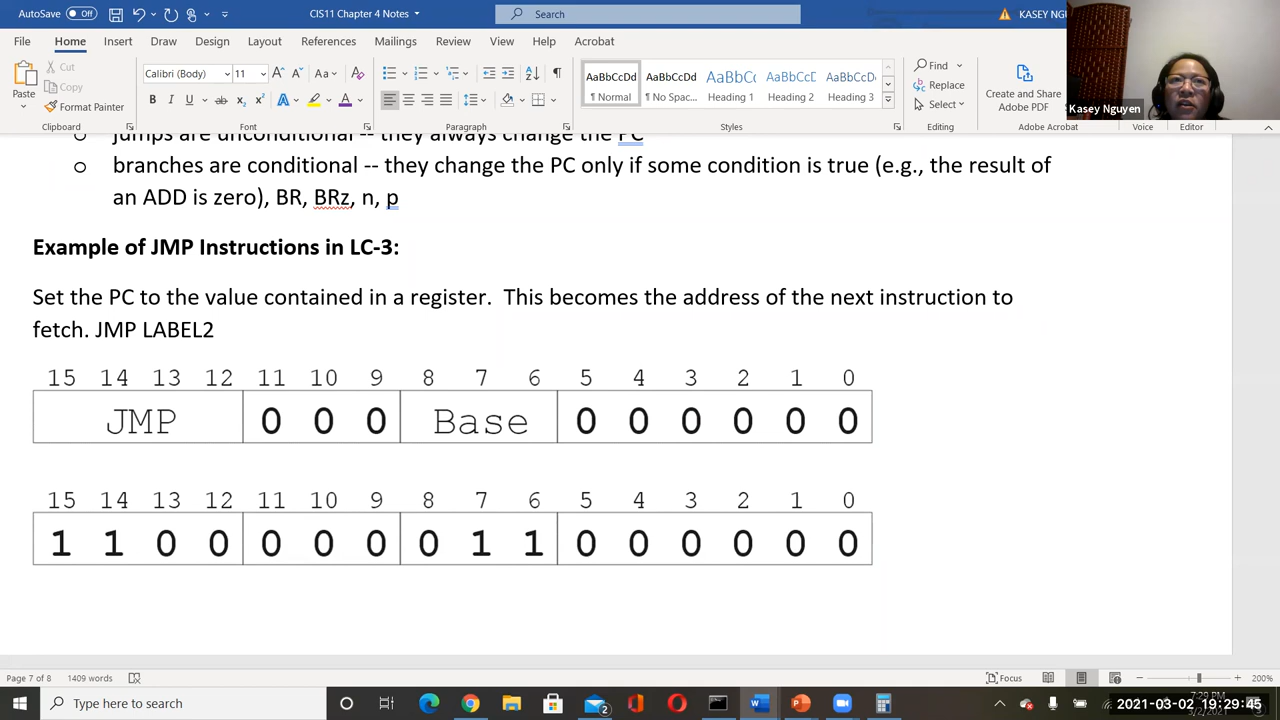 AutoSave Off CIS11 Chapter 4 Notes Search KASEY NGU
File Home Insert Draw Design Layout References Mailings Review View Help Acrobat
Paste Cut Copy Format Painter
Calibri (Body) 11
AaBbCcDd AaBbCcDd AaBbCc AaBbCcC AaBbCcDd
¶ Normal ¶ No Spac... Heading 1 Heading 2 Heading 3
Find Replace Select
Create and Share Adobe PDF
Kasey Nguyen
Clipboard Font Paragraph Styles Editing Adobe Acrobat Voice Editor
o jumps are unconditional -- they always change the PC
o branches are conditional -- they change the PC only if some condition is true (e.g., the result of
an ADD is zero), BR, BRz, n, p
Example of JMP Instructions in LC-3:
Set the PC to the value contained in a register. This becomes the address of the next instruction to
fetch. JMP LABEL2
15 14 13 12 11 10 9 8 7 6 5 4 3 2 1 0
JMP 0 0 0 Base 0 0 0 0 0 0
15 14 13 12 11 10 9 8 7 6 5 4 3 2 1 0
1 1 0 0 0 0 0 0 1 1 0 0 0 0 0 0
Page 7 of 8 1409 words Focus 200%
Type here to search 7:29 PM
2021-03-02 19:29:45